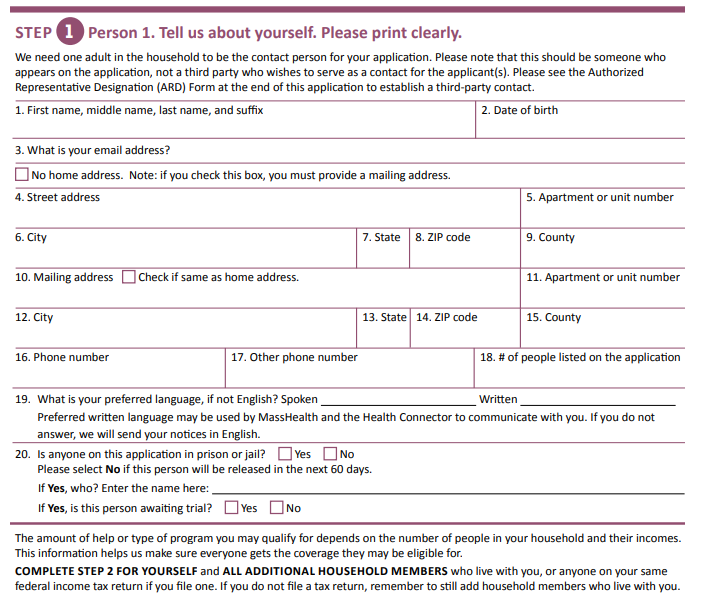 STEP 1 Person 1. Tell us about yourself. Please print clearly.
We need one adult in the household to be the contact person for your application. Please note that this should be someone who
appears on the application, not a third party who wishes to serve as a contact for the applicant(s). Please see the Authorized
Representative Designation (ARD) Form at the end of this application to establish a third-party contact.
1. First name, middle name, last name, and suffix 2. Date of birth
3. What is your email address?
No home address. Note: if you check this box, you must provide a mailing address.
4. Street address 5. Apartment or unit number
6. City 7. State 8. ZIP code 9. County
10. Mailing address Check if same as home address. 11. Apartment or unit number
12. City 13. State 14. ZIP code 15. County
16. Phone number 17. Other phone number 18. # of people listed on the application
19. What is your preferred language, if not English? Spoken Written
Preferred written language may be used by MassHealth and the Health Connector to communicate with you. If you do not
answer, we will send your notices in English.
20. Is anyone on this application in prison or jail? Yes No
Please select No if this person will be released in the next 60 days.
If Yes, who? Enter the name here:
If Yes, is this person awaiting trial? Yes No
The amount of help or type of program you may qualify for depends on the number of people in your household and their incomes.
This information helps us make sure everyone gets the coverage they may be eligible for.
COMPLETE STEP 2 FOR YOURSELF and ALL ADDITIONAL HOUSEHOLD MEMBERS who live with you, or anyone on your same
federal income tax return if you file one. If you do not file a tax return, remember to still add household members who live with you.